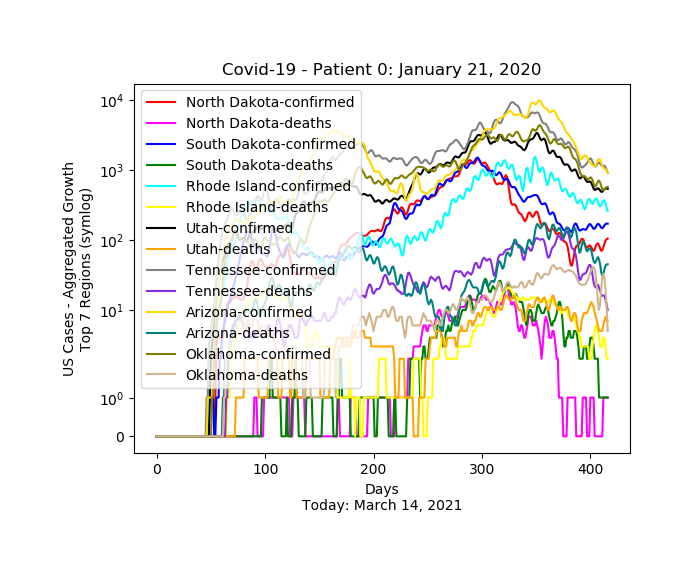 Covid-19 - Patient 0: January 21, 2020
US Cases - Aggregated Growth
Top 7 Regions (symlog)
10^4
10^3
10^2
10^1
10^0
0
North Dakota-confirmed
North Dakota-deaths
South Dakota-confirmed
South Dakota-deaths
Rhode Island-confirmed
Rhode Island-deaths
Utah-confirmed
Utah-deaths
Tennessee-confirmed
Tennessee-deaths
Arizona-confirmed
Arizona-deaths
Oklahoma-confirmed
Oklahoma-deaths
0 100 200 300 400
Days
Today: March 14, 2021